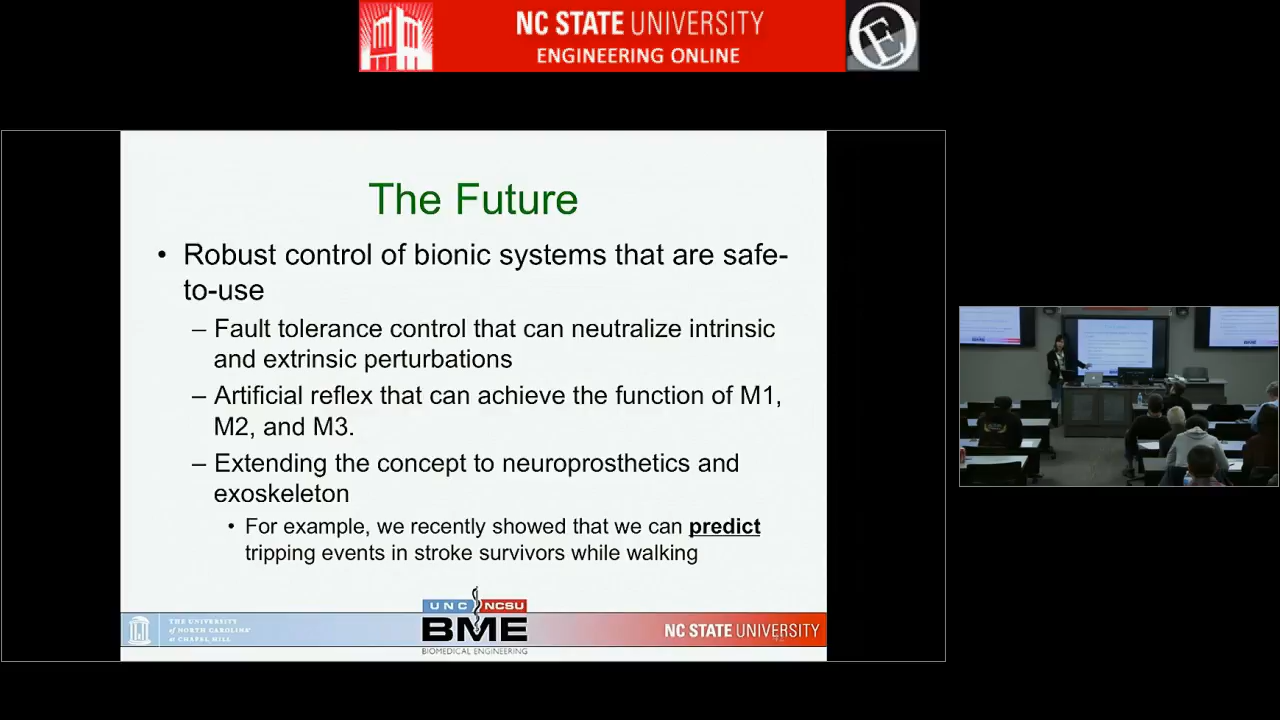 NC STATE UNIVERSITY
ENGINEERING ONLINE
The Future
• Robust control of bionic systems that are safe-
to-use
– Fault tolerance control that can neutralize intrinsic
and extrinsic perturbations
– Artificial reflex that can achieve the function of M1,
M2, and M3.
– Extending the concept to neuroprosthetics and
exoskeleton
• For example, we recently showed that we can predict
tripping events in stroke survivors while walking
THE UNIVERSITY
of NORTH CAROLINA
at CHAPEL HILL
UNC NCSU
BME
BIOMEDICAL ENGINEERING
NC STATE UNIVERSITY